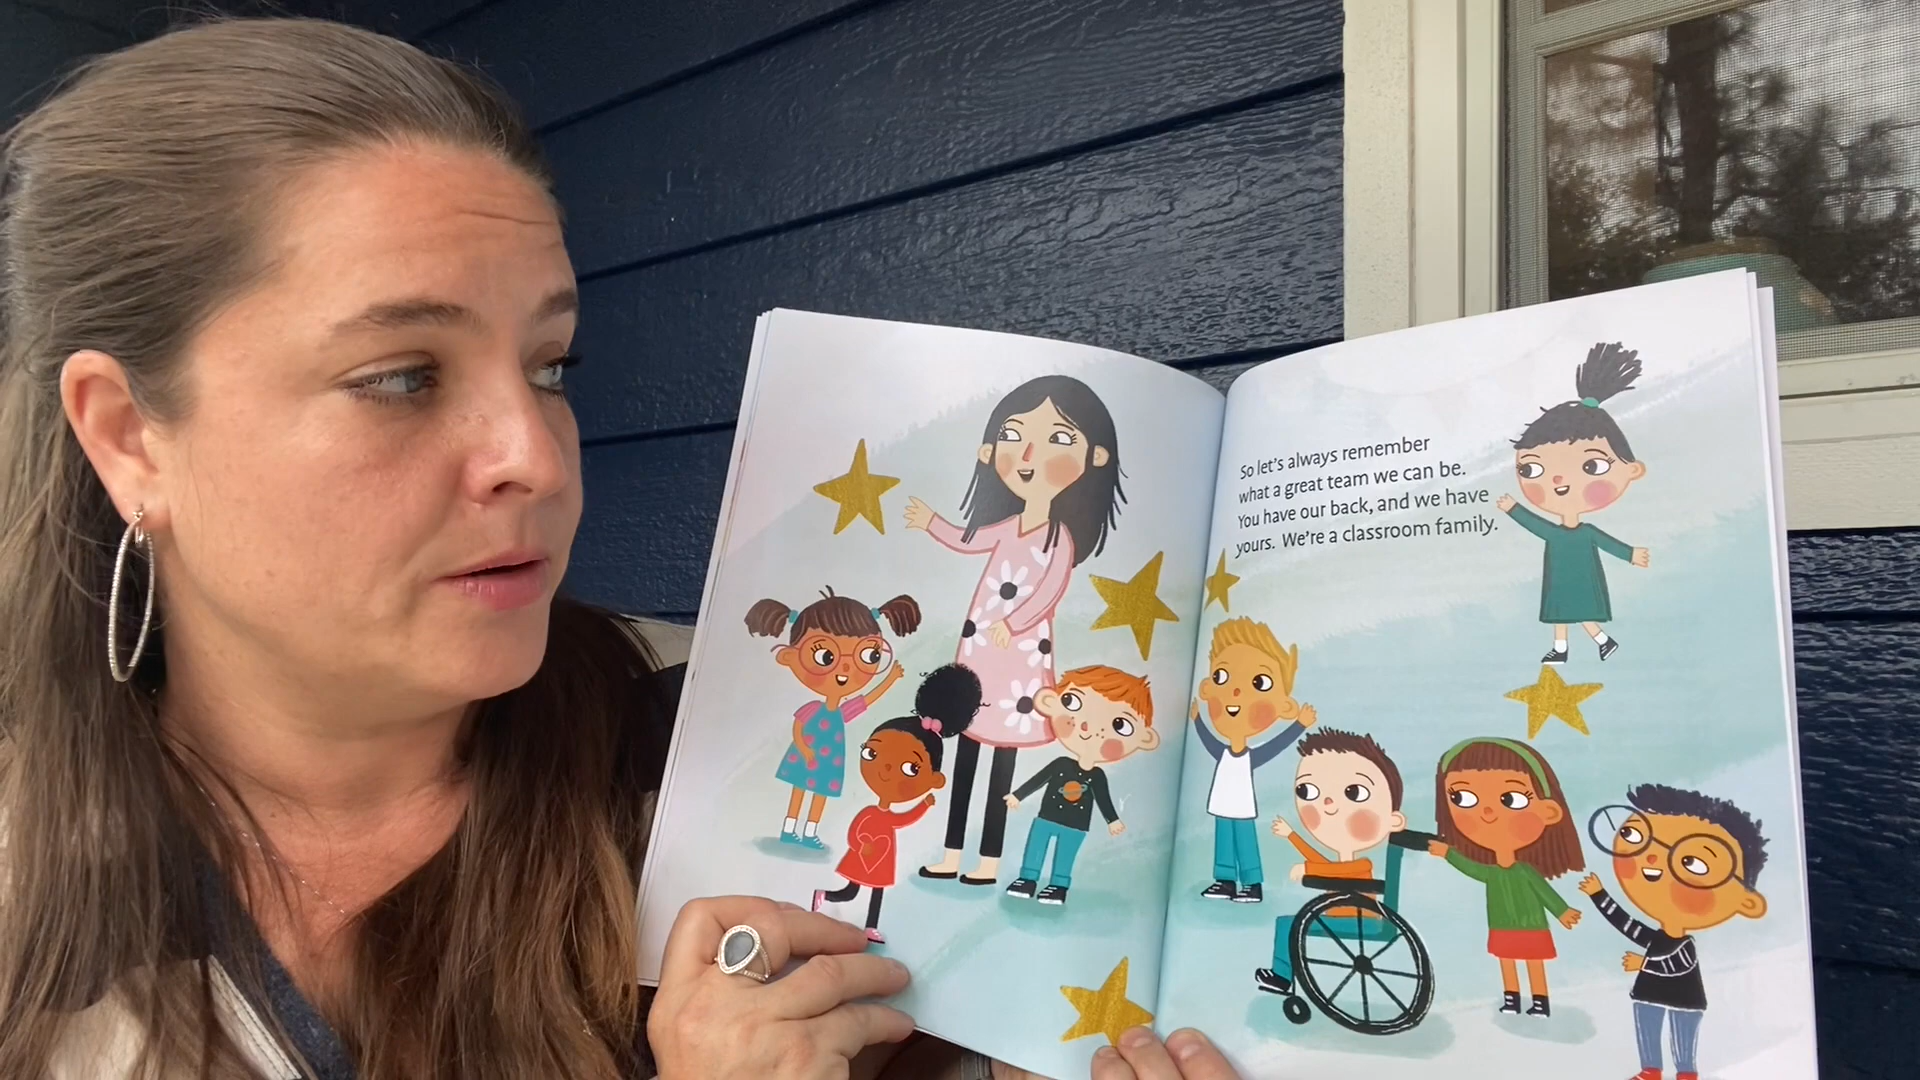 So let's always remember
what a great team we can be.
You have our back, and we have
yours. We're a classroom family.